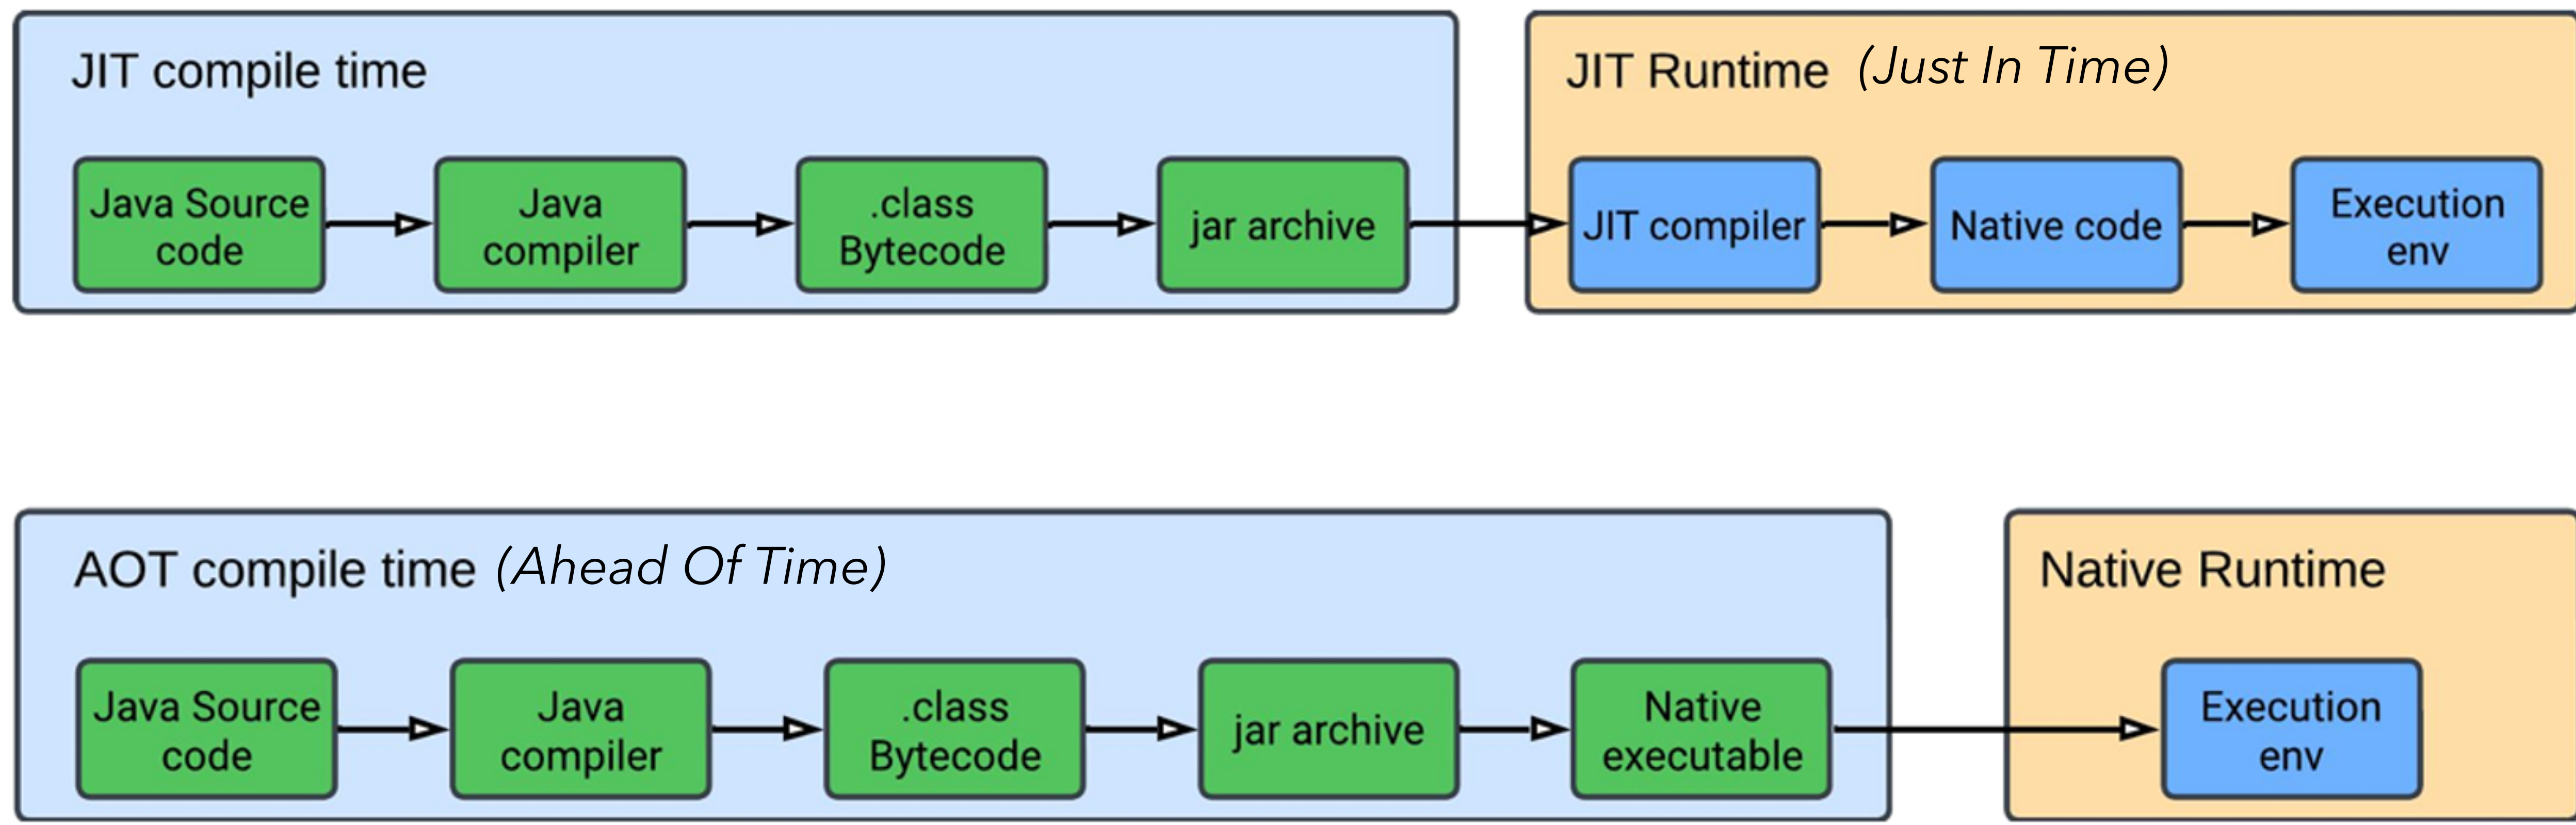 JIT compile time
Java Source
code
Java
compiler
.class
Bytecode
jar archive
JIT Runtime (Just In Time)
JIT compiler
Native code
Execution
env
AOT compile time (Ahead Of Time)
Java Source
code
Java
compiler
.class
Bytecode
jar archive
Native
executable
Native Runtime
Execution
env